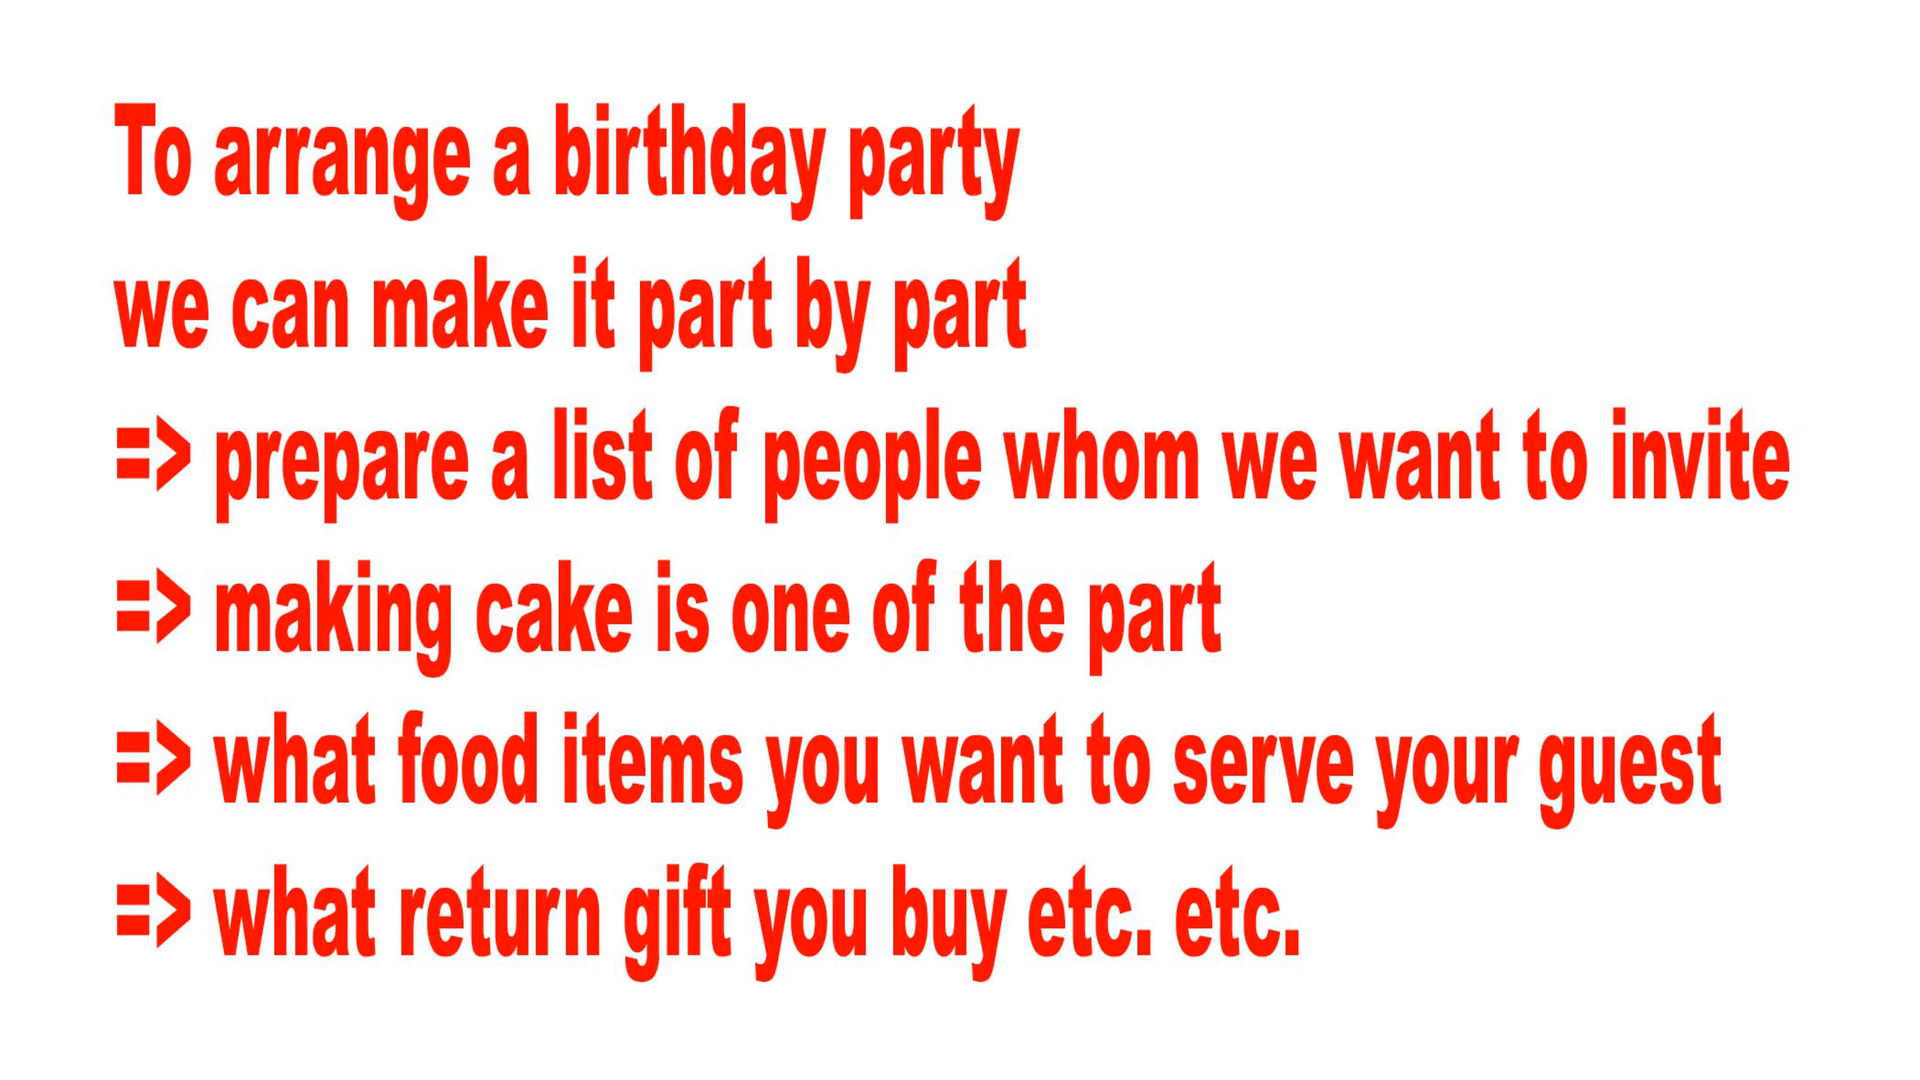 To arrange a birthday party
we can make it part by part
=> prepare a list of people whom we want to invite
=> making cake is one of the part
=> what food items you want to serve your guest
=> what return gift you buy etc. etc.